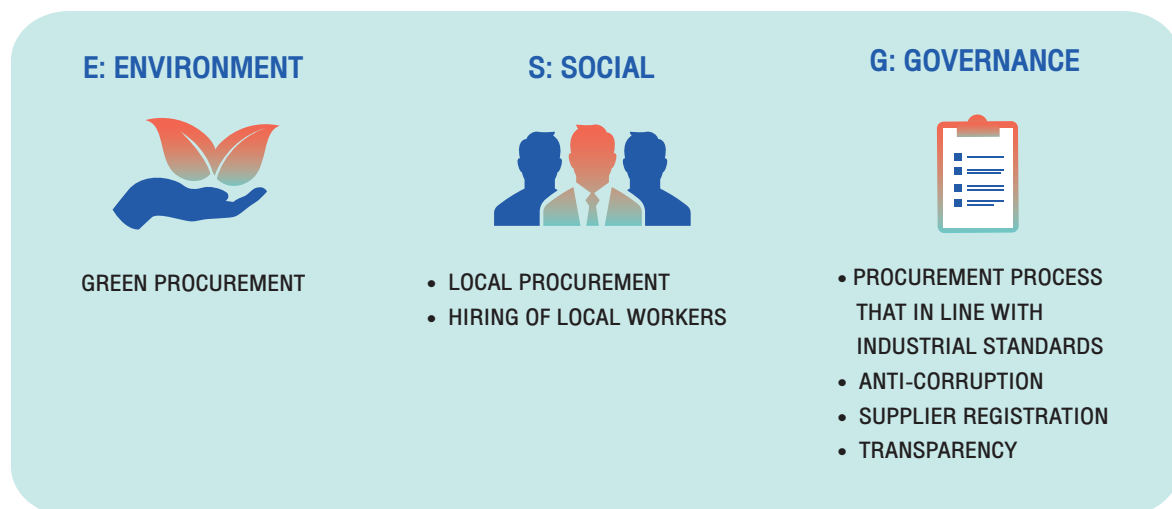 E: ENVIRONMENT
GREEN PROCUREMENT
S: SOCIAL
• LOCAL PROCUREMENT
• HIRING OF LOCAL WORKERS
G: GOVERNANCE
• PROCUREMENT PROCESS
THAT IN LINE WITH
INDUSTRIAL STANDARDS
• ANTI-CORRUPTION
• SUPPLIER REGISTRATION
• TRANSPARENCY